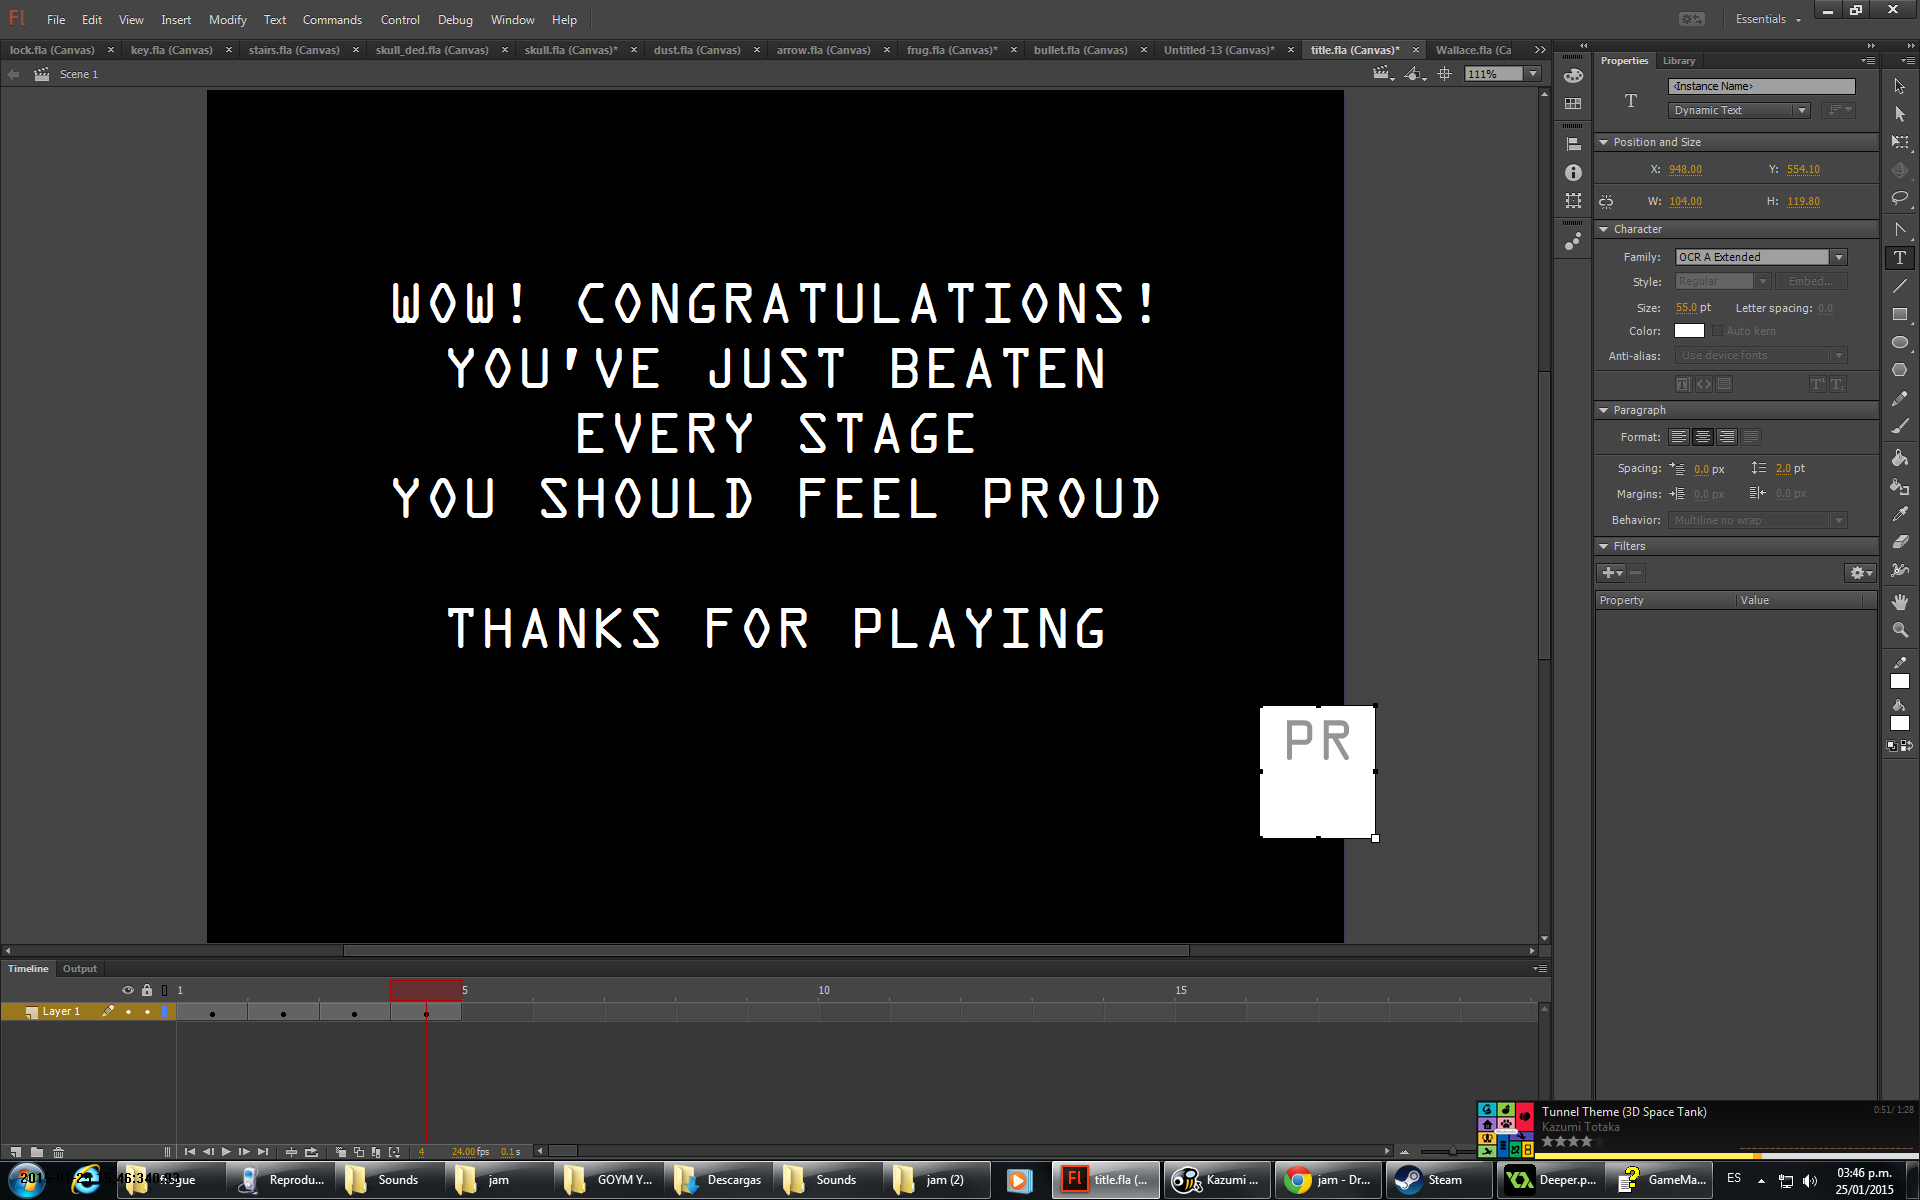 Fl File Edit View Insert Modify Text Commands Control Debug Window Help Essentials
lock.fla (Canvas) × key.fla (Canvas) × stairs.fla (Canvas) × skull_ded.fla (Canvas) × skull.fla (Canvas)* × dust.fla (Canvas) × arrow.fla (Canvas) × frug.fla (Canvas)* × bullet.fla (Canvas) × Untitled-13 (Canvas)* × title.fla (Canvas)* × Wallace.fla (Ca
Scene 1 111%
WOW! CONGRATULATIONS!
YOU'VE JUST BEATEN
EVERY STAGE
YOU SHOULD FEEL PROUD
THANKS FOR PLAYING
PR
Properties Library
<Instance Name>
Dynamic Text
Position and Size
X: 948.00 Y: 554.10
W: 104.00 H: 119.80
Character
Family: OCR A Extended
Style: Regular Embed...
Size: 55.0 pt Letter spacing: 0.0
Color: Auto kern
Anti-alias: Use device fonts
Paragraph
Format:
Spacing: 0.0 px 2.0 pt
Margins: 0.0 px 0.0 px
Behavior: Multiline no wrap
Filters
Property Value
Timeline Output
1 5 10 15
Layer 1
4 24.00 fps 0.1 s
Tunnel Theme (3D Space Tank) 0:51/ 1:28
Kazumi Totaka
Reprodu... Sounds jam GOYM Y... Descargas Sounds jam (2) title.fla (... Kazumi ... jam - Dr... Steam Deeper.p... GameMa... ES 03:46 p.m.
25/01/2015